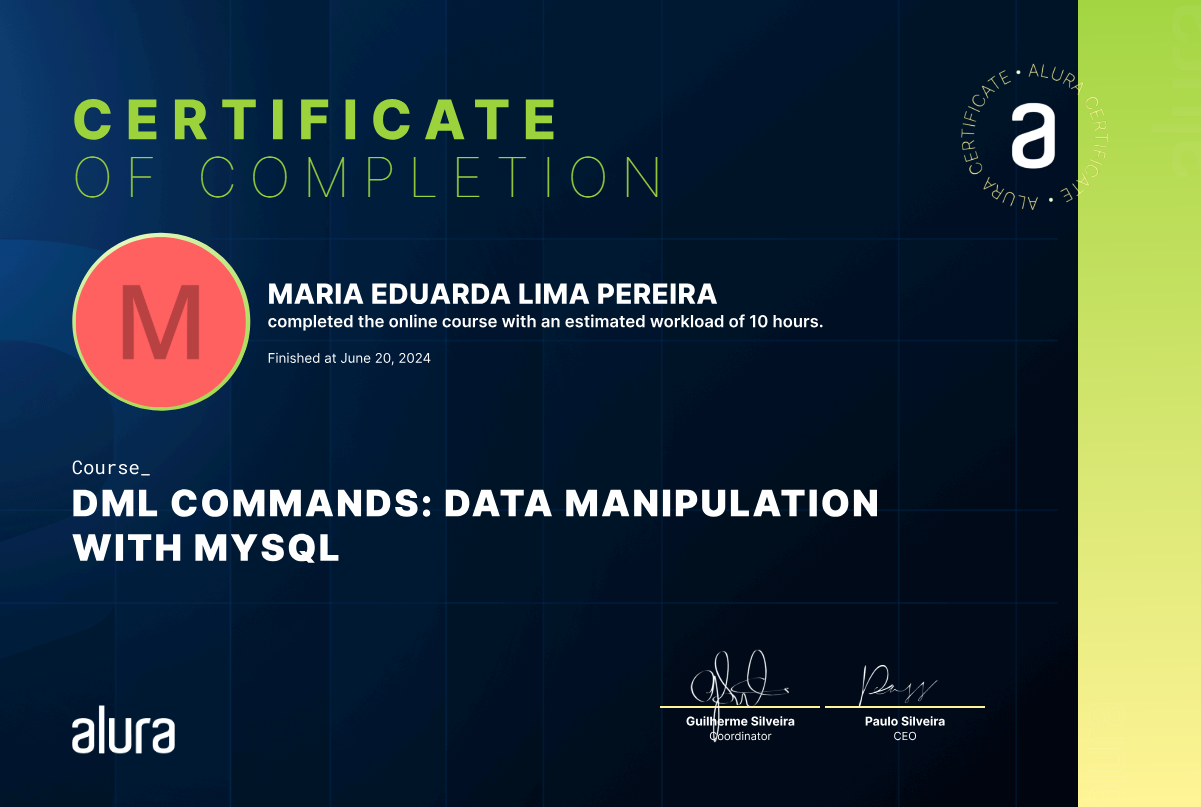 CERTIFICATE
OF COMPLETION
ALURA CERTIFICATE • ALURA CERTIFICATE •
a
M
MARIA EDUARDA LIMA PEREIRA
completed the online course with an estimated workload of 10 hours.
Finished at June 20, 2024
Course_
DML COMMANDS: DATA MANIPULATION
WITH MYSQL
alura
Guilherme Silveira
Coordinator
Paulo Silveira
CEO